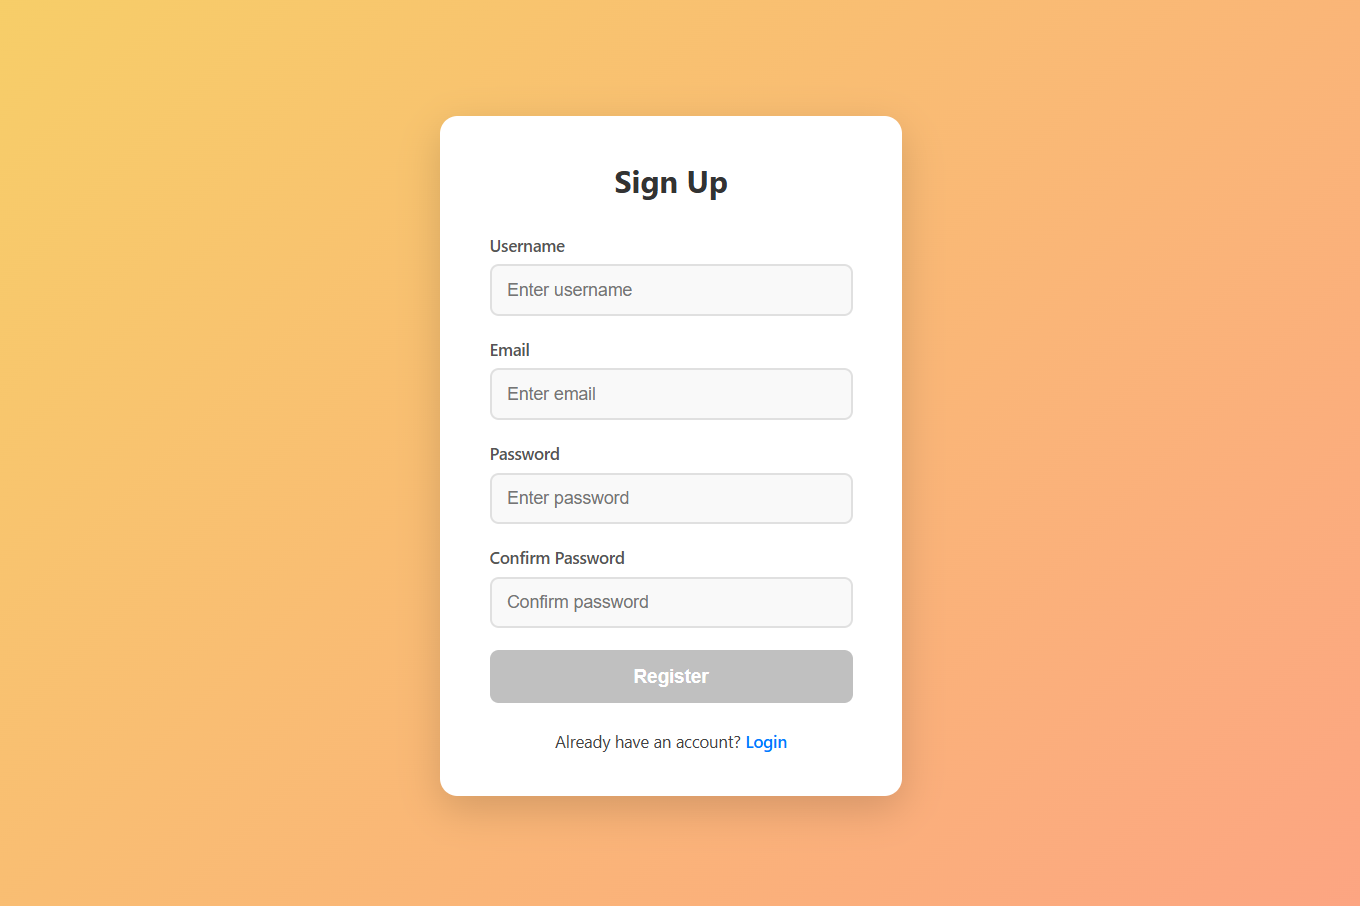 Sign Up
Username
Enter username
Email
Enter email
Password
Enter password
Confirm Password
Confirm password
Register
Already have an account? Login